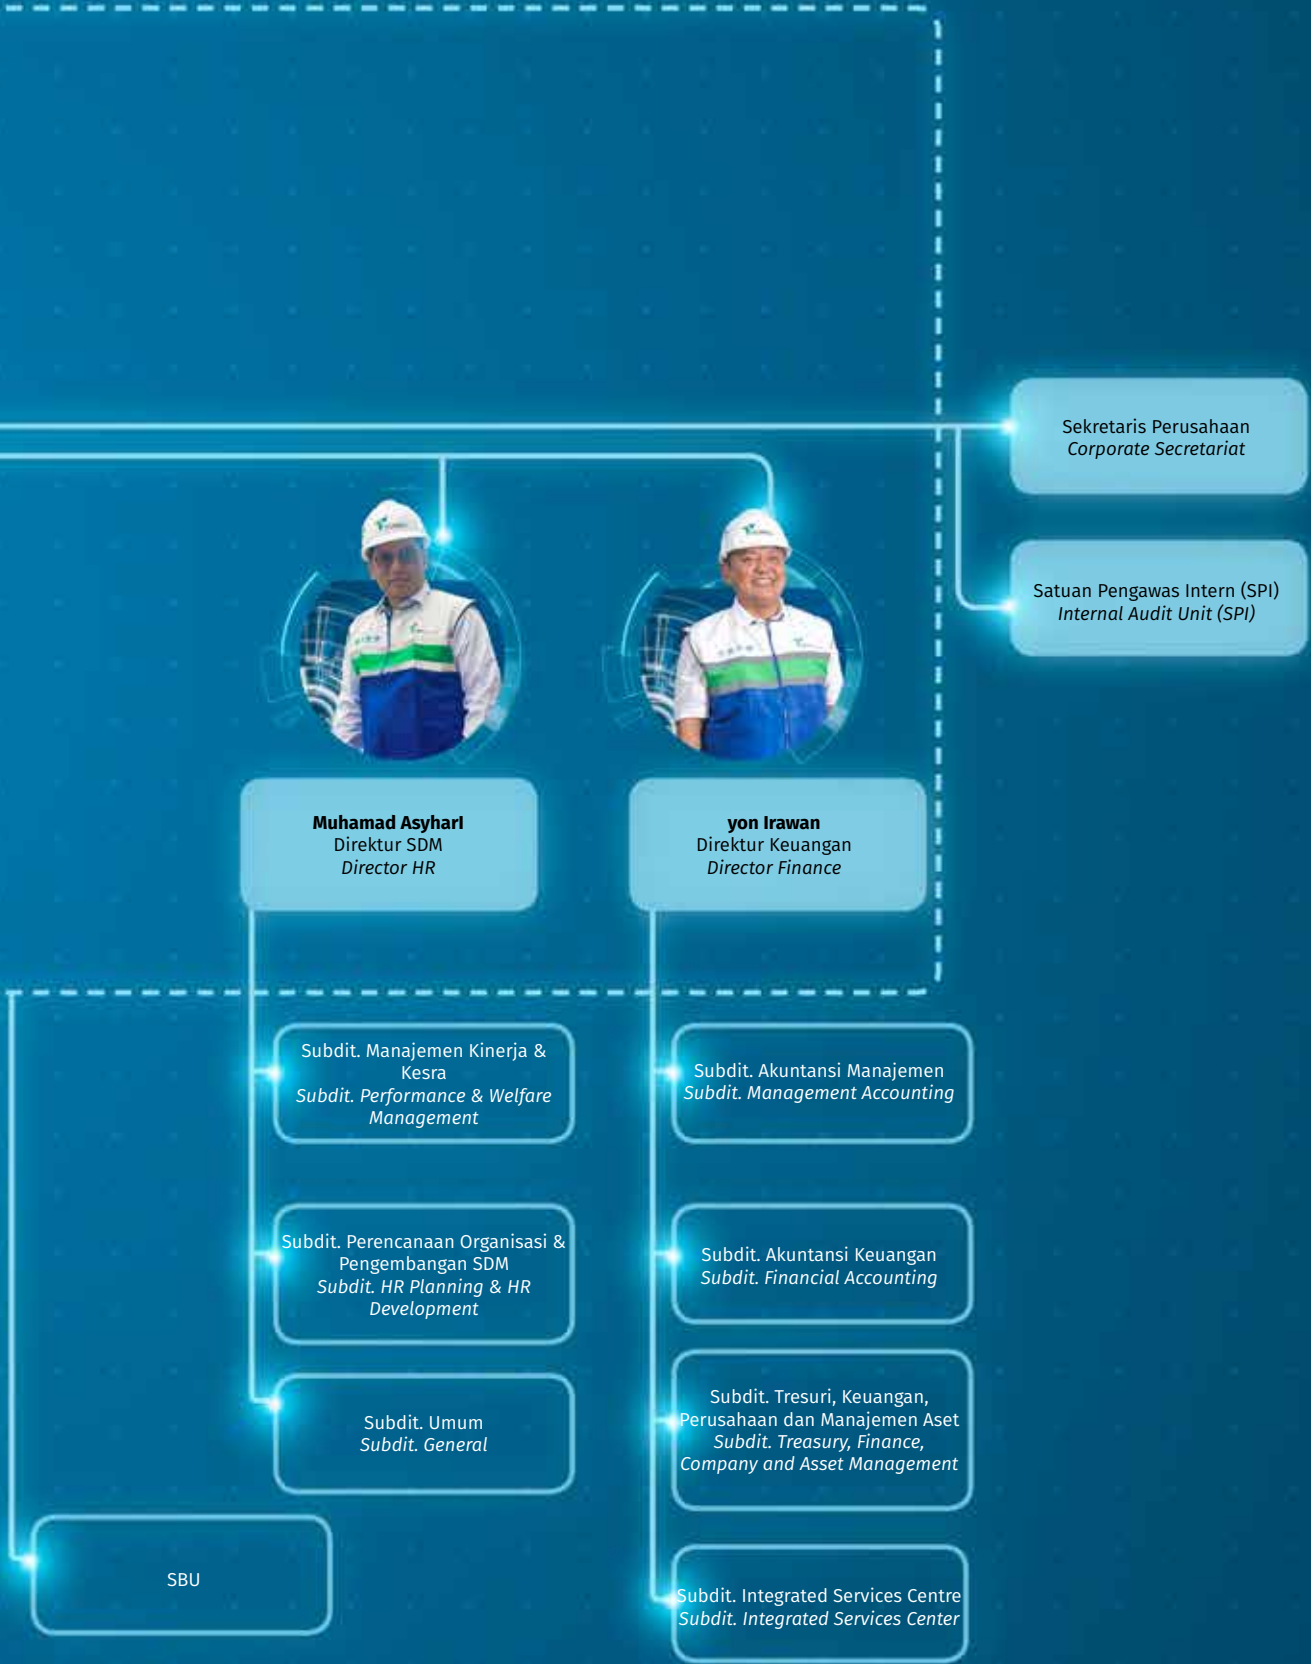 Sekretaris Perusahaan
Corporate Secretariat
Satuan Pengawas Intern (SPI)
Internal Audit Unit (SPI)
Muhamad AsyharI
Direktur SDM
Director HR
yon Irawan
Direktur Keuangan
Director Finance
Subdit. Manajemen Kinerja &
Kesra
Subdit. Performance & Welfare
Management
Subdit. Perencanaan Organisasi &
Pengembangan SDM
Subdit. HR Planning & HR
Development
Subdit. Umum
Subdit. General
Subdit. Akuntansi Manajemen
Subdit. Management Accounting
Subdit. Akuntansi Keuangan
Subdit. Financial Accounting
Subdit. Tresuri, Keuangan,
Perusahaan dan Manajemen Aset
Subdit. Treasury, Finance,
Company and Asset Management
Subdit. Integrated Services Centre
Subdit. Integrated Services Center
SBU